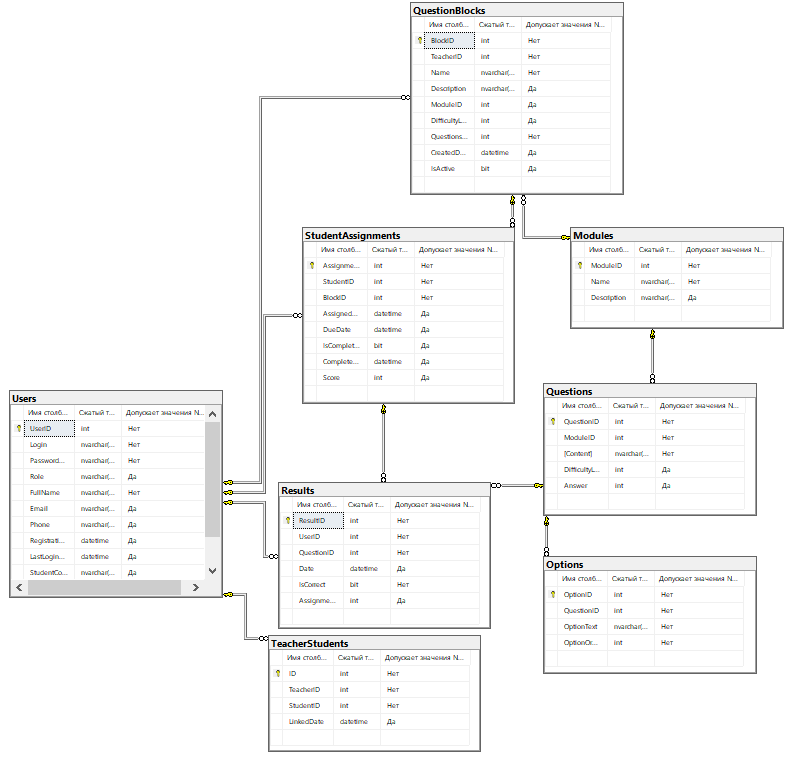 QuestionBlocks
Имя столб... Сжатый т... Допускает значения N...
BlockID int Нет
TeacherID int Нет
Name nvarchar(... Нет
Description nvarchar(... Да
ModuleID int Да
DifficultyL... int Да
Questions... int Нет
CreatedD... datetime Да
IsActive bit Да
StudentAssignments
Имя столб... Сжатый т... Допускает значения N...
Assignme... int Нет
StudentID int Нет
BlockID int Нет
Assigned... datetime Да
DueDate datetime Да
IsComplet... bit Да
Complete... datetime Да
Score int Да
Modules
Имя столб... Сжатый т... Допускает значения N...
ModuleID int Нет
Name nvarchar(... Нет
Description nvarchar(... Да
Users
Имя столб... Сжатый т... Допускает значения N...
UserID int Нет
Login nvarchar(... Нет
Password... nvarchar(... Нет
Role nvarchar(... Да
FullName nvarchar(... Нет
Email nvarchar(... Да
Phone nvarchar(... Да
Registrati... datetime Да
LastLogin... datetime Да
StudentCo... nvarchar(... Да
Questions
Имя столб... Сжатый т... Допускает значения N...
QuestionID int Нет
ModuleID int Нет
[Content] nvarchar(... Нет
DifficultyL... int Да
Answer int Да
Results
Имя столб... Сжатый т... Допускает значения N...
ResultID int Нет
UserID int Нет
QuestionID int Нет
Date datetime Да
IsCorrect bit Нет
Assignme... int Да
Options
Имя столб... Сжатый т... Допускает значения N...
OptionID int Нет
QuestionID int Нет
OptionText nvarchar(... Нет
OptionOr... int Нет
TeacherStudents
Имя столб... Сжатый т... Допускает значения N...
ID int Нет
TeacherID int Нет
StudentID int Нет
LinkedDate datetime Да